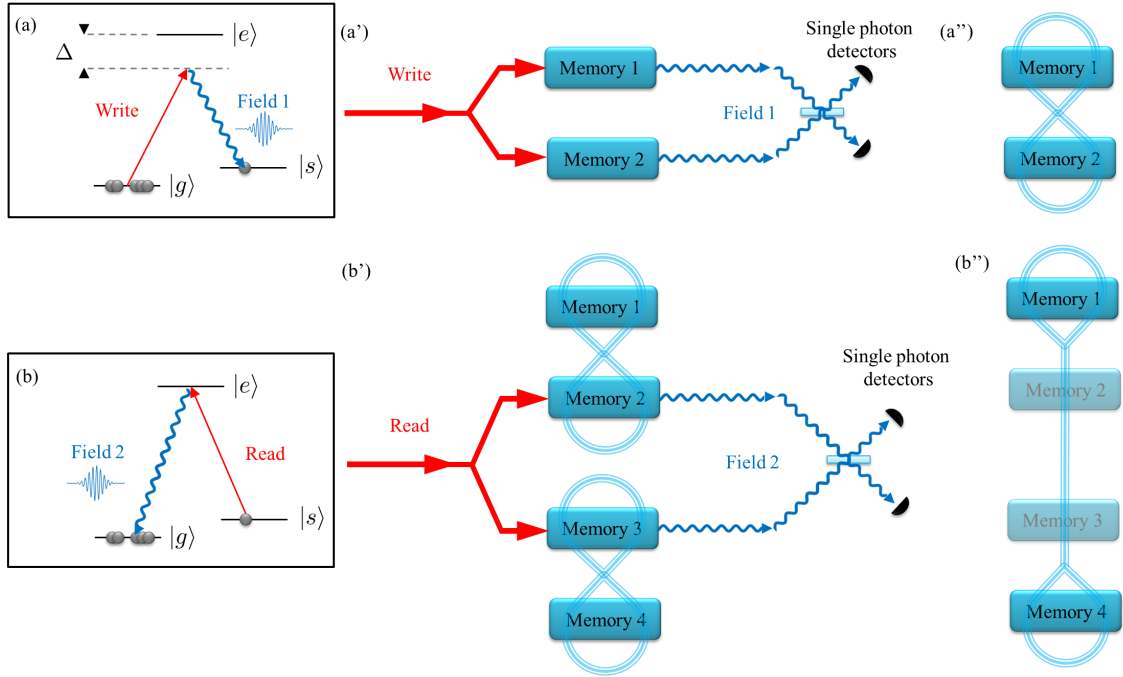 (a)
Δ
|e⟩
Write
Field 1
|g⟩
|s⟩
(a')
Write
Memory 1
Memory 2
Field 1
Single photon
detectors
(a'')
Memory 1
Memory 2
(b)
|e⟩
Field 2
Read
|g⟩
|s⟩
(b')
Read
Memory 1
Memory 2
Memory 3
Memory 4
Field 2
Single photon
detectors
(b'')
Memory 1
Memory 2
Memory 3
Memory 4